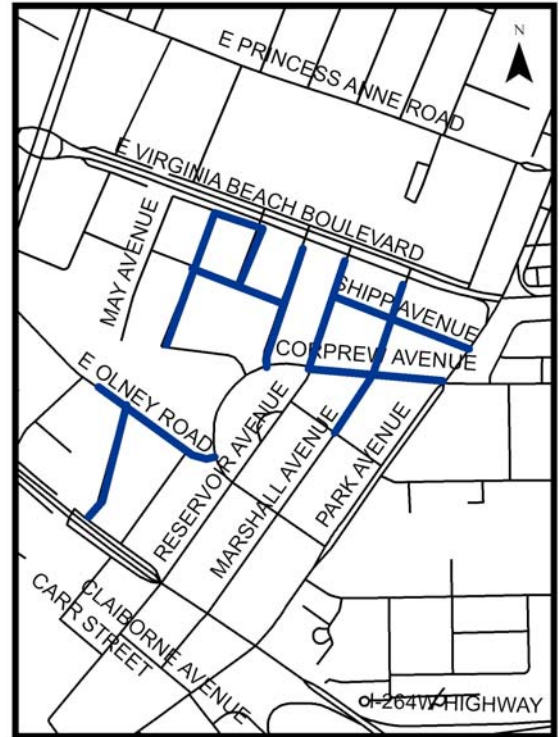 N
E PRINCESS ANNE ROAD
E VIRGINIA BEACH BOULEVARD
MAY AVENUE
SHIPP AVENUE
CORPREW AVENUE
E OLNEY ROAD
RESERVOIR AVENUE
MARSHALL AVENUE
PARK AVENUE
CLAIBORNE AVENUE
CARR STREET
I-264W HIGHWAY